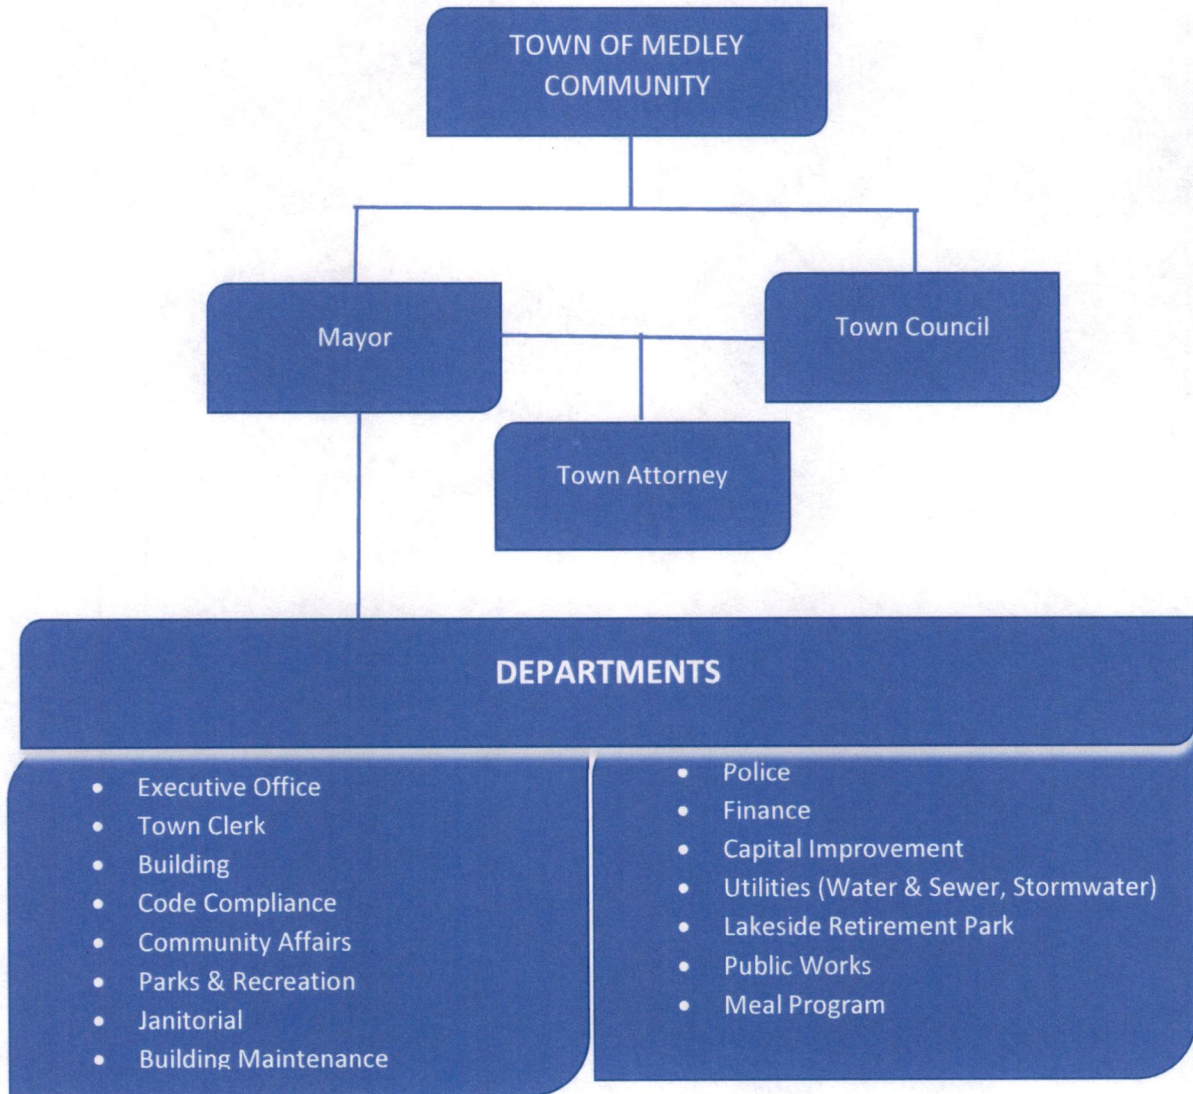 TOWN OF MEDLEY
COMMUNITY
Mayor
Town Council
Town Attorney
DEPARTMENTS
• Executive Office
• Town Clerk
• Building
• Code Compliance
• Community Affairs
• Parks & Recreation
• Janitorial
• Building Maintenance
• Police
• Finance
• Capital Improvement
• Utilities (Water & Sewer, Stormwater)
• Lakeside Retirement Park
• Public Works
• Meal Program